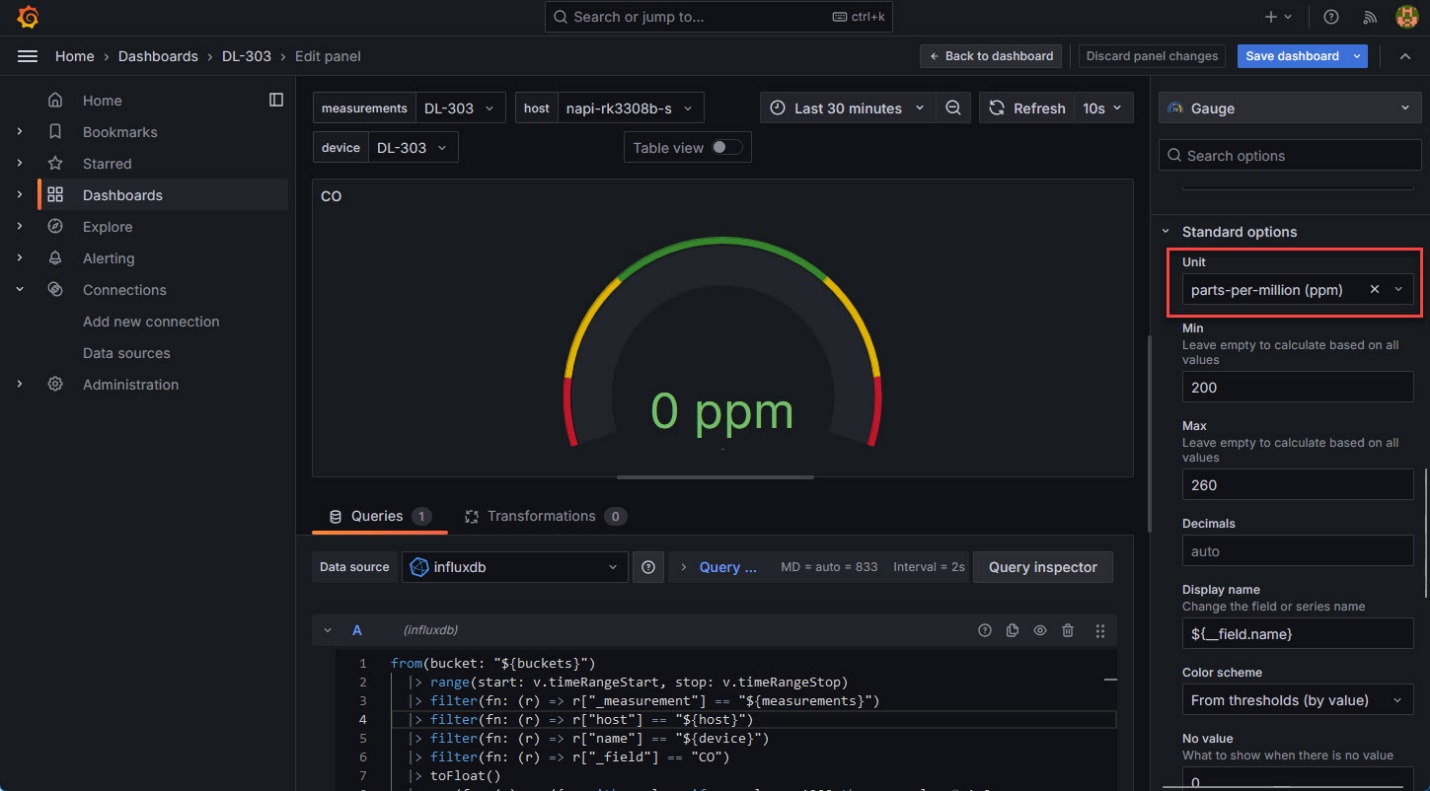 Search or jump to...
ctrl+k
Home › Dashboards › DL-303 › Edit panel
← Back to dashboard
Discard panel changes
Save dashboard
Home
Bookmarks
Starred
Dashboards
Explore
Alerting
Connections
Add new connection
Data sources
Administration
measurements DL-303
host napi-rk3308b-s
Last 30 minutes
Refresh 10s
device DL-303
Table view
CO
0 ppm
Queries 1
Transformations 0
Data source influxdb
Query ...
MD = auto = 833
Interval = 2s
Query inspector
A (influxdb)
1 from(bucket: "${buckets}")
2 |> range(start: v.timeRangeStart, stop: v.timeRangeStop)
3 |> filter(fn: (r) => r["_measurement"] == "${measurements}")
4 |> filter(fn: (r) => r["host"] == "${host}")
5 |> filter(fn: (r) => r["name"] == "${device}")
6 |> filter(fn: (r) => r["_field"] == "CO")
7 |> toFloat()
Gauge
Search options
Standard options
Unit
parts-per-million (ppm)
Min
Leave empty to calculate based on all
values
200
Max
Leave empty to calculate based on all
values
260
Decimals
auto
Display name
Change the field or series name
${__field.name}
Color scheme
From thresholds (by value)
No value
What to show when there is no value
0